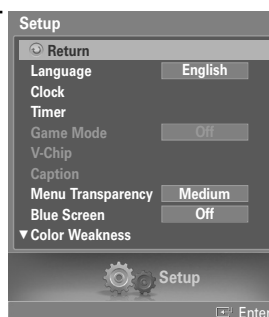 Setup
Return
Language English
Clock
Timer
Game Mode Off
V-Chip
Caption
Menu Transparency Medium
Blue Screen Off
▼ Color Weakness
Setup
Enter